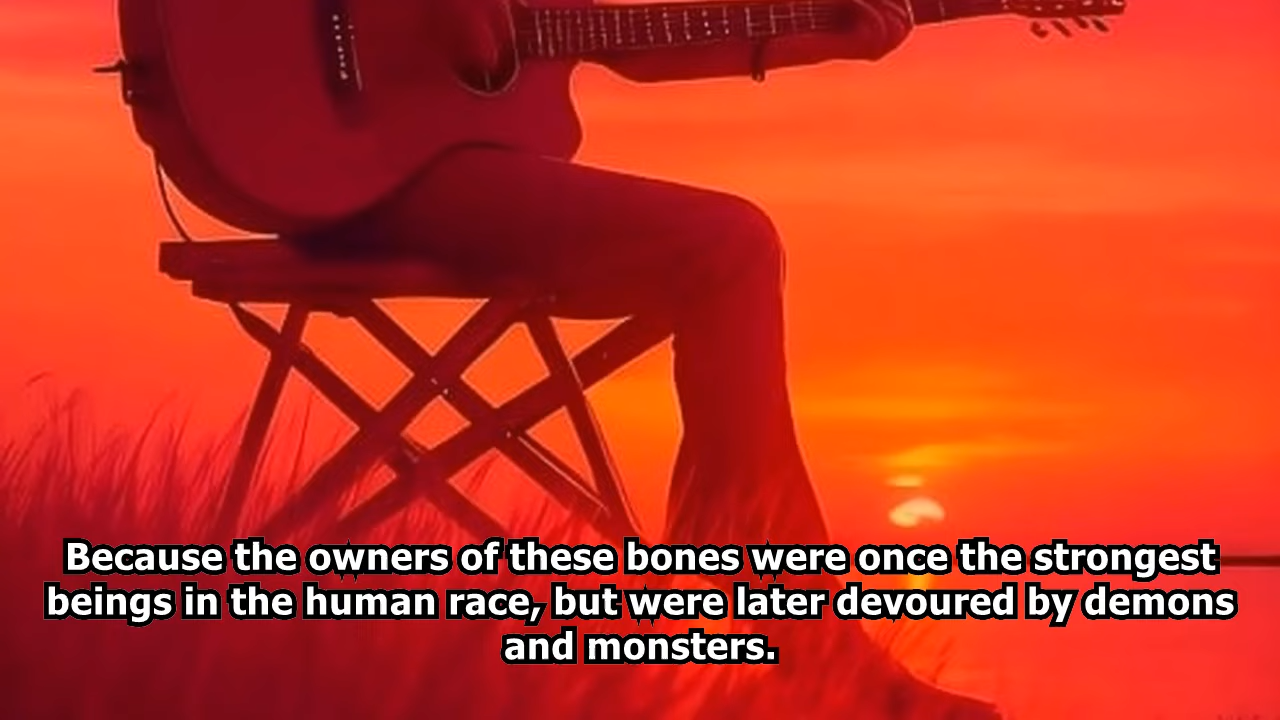 Because the owners of these bones were once the strongest
beings in the human race, but were later devoured by demons
and monsters.